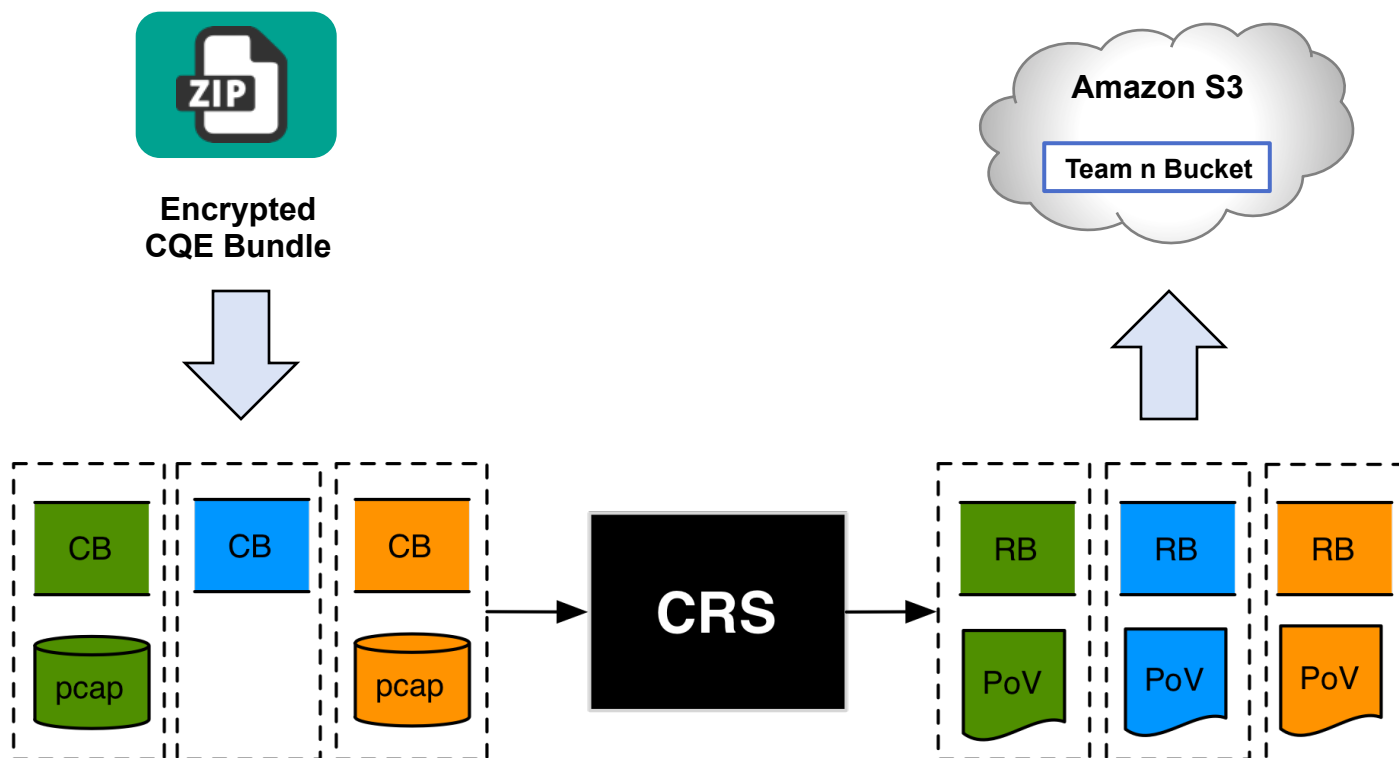 ZIP
Encrypted
CQE Bundle
Amazon S3
Team n Bucket
CB
CB
CB
pcap
pcap
CRS
RB
RB
RB
PoV
PoV
PoV